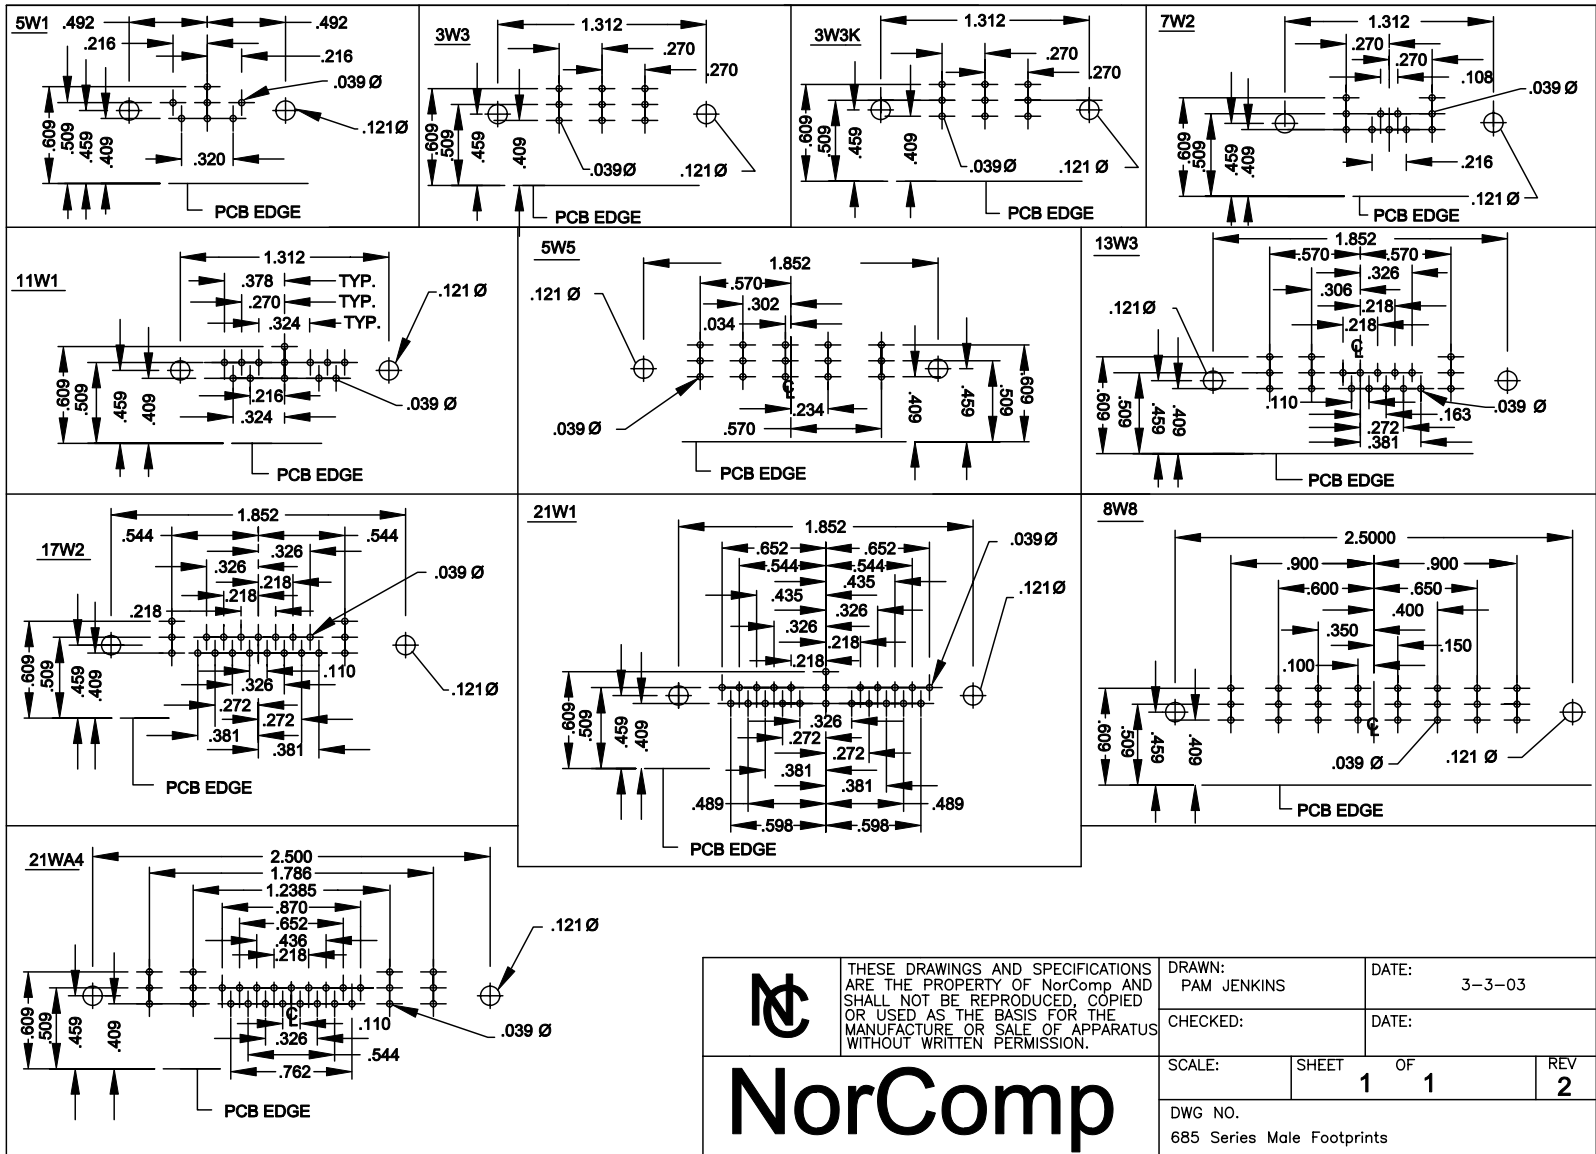 5W1
.492
.492
.216
.216
.039 Ø
.121 Ø
.609
.509
.459
.409
.320
PCB EDGE
3W3
1.312
.270
.270
.609
.509
.459
.409
.039 Ø
.121 Ø
PCB EDGE
3W3K
1.312
.270
.270
.609
.509
.459
.409
.039 Ø
.121 Ø
PCB EDGE
7W2
1.312
.270
.270
.108
.039 Ø
.609
.509
.459
.409
.216
.121 Ø
PCB EDGE
11W1
1.312
.378 TYP.
.270 TYP.
.324 TYP.
.121 Ø
.609
.509
.459
.409
.216
.324
.039 Ø
PCB EDGE
5W5
1.852
.570
.302
.034
.121 Ø
.039 Ø
CL
.234
.570
.409
.459
.509
.609
PCB EDGE
13W3
1.852
.570
.570
.326
.306
.218
.218
.121 Ø
CL
.609
.509
.459
.409
.110
.163
.272
.381
.039 Ø
PCB EDGE
17W2
1.852
.544
.544
.326
.326
.218
.218
.218
.039 Ø
.609
.509
.459
.409
.110
.326
.272
.272
.381
.381
.121 Ø
PCB EDGE
21W1
1.852
.652
.652
.544
.544
.435
.435
.326
.326
.218
.218
.039 Ø
.121 Ø
.609
.509
.459
.409
.326
.272
.272
.381
.381
.489
.489
.598
.598
PCB EDGE
8W8
2.5000
.900
.900
.600
.650
.400
.350
.150
.100
.609
.509
.459
.409
CL
.039 Ø
.121 Ø
PCB EDGE
21WA4
2.500
1.786
1.2385
.870
.652
.436
.218
.121 Ø
.609
.509
.459
.409
CL
.110
.326
.544
.762
.039 Ø
PCB EDGE
NC
THESE DRAWINGS AND SPECIFICATIONS
ARE THE PROPERTY OF NorComp AND
SHALL NOT BE REPRODUCED, COPIED
OR USED AS THE BASIS FOR THE
MANUFACTURE OR SALE OF APPARATUS
WITHOUT WRITTEN PERMISSION.
NorComp
DRAWN:
PAM JENKINS
DATE:
3-3-03
CHECKED:
DATE:
SCALE:
SHEET 1 OF 1
REV
2
DWG NO.
685 Series Male Footprints